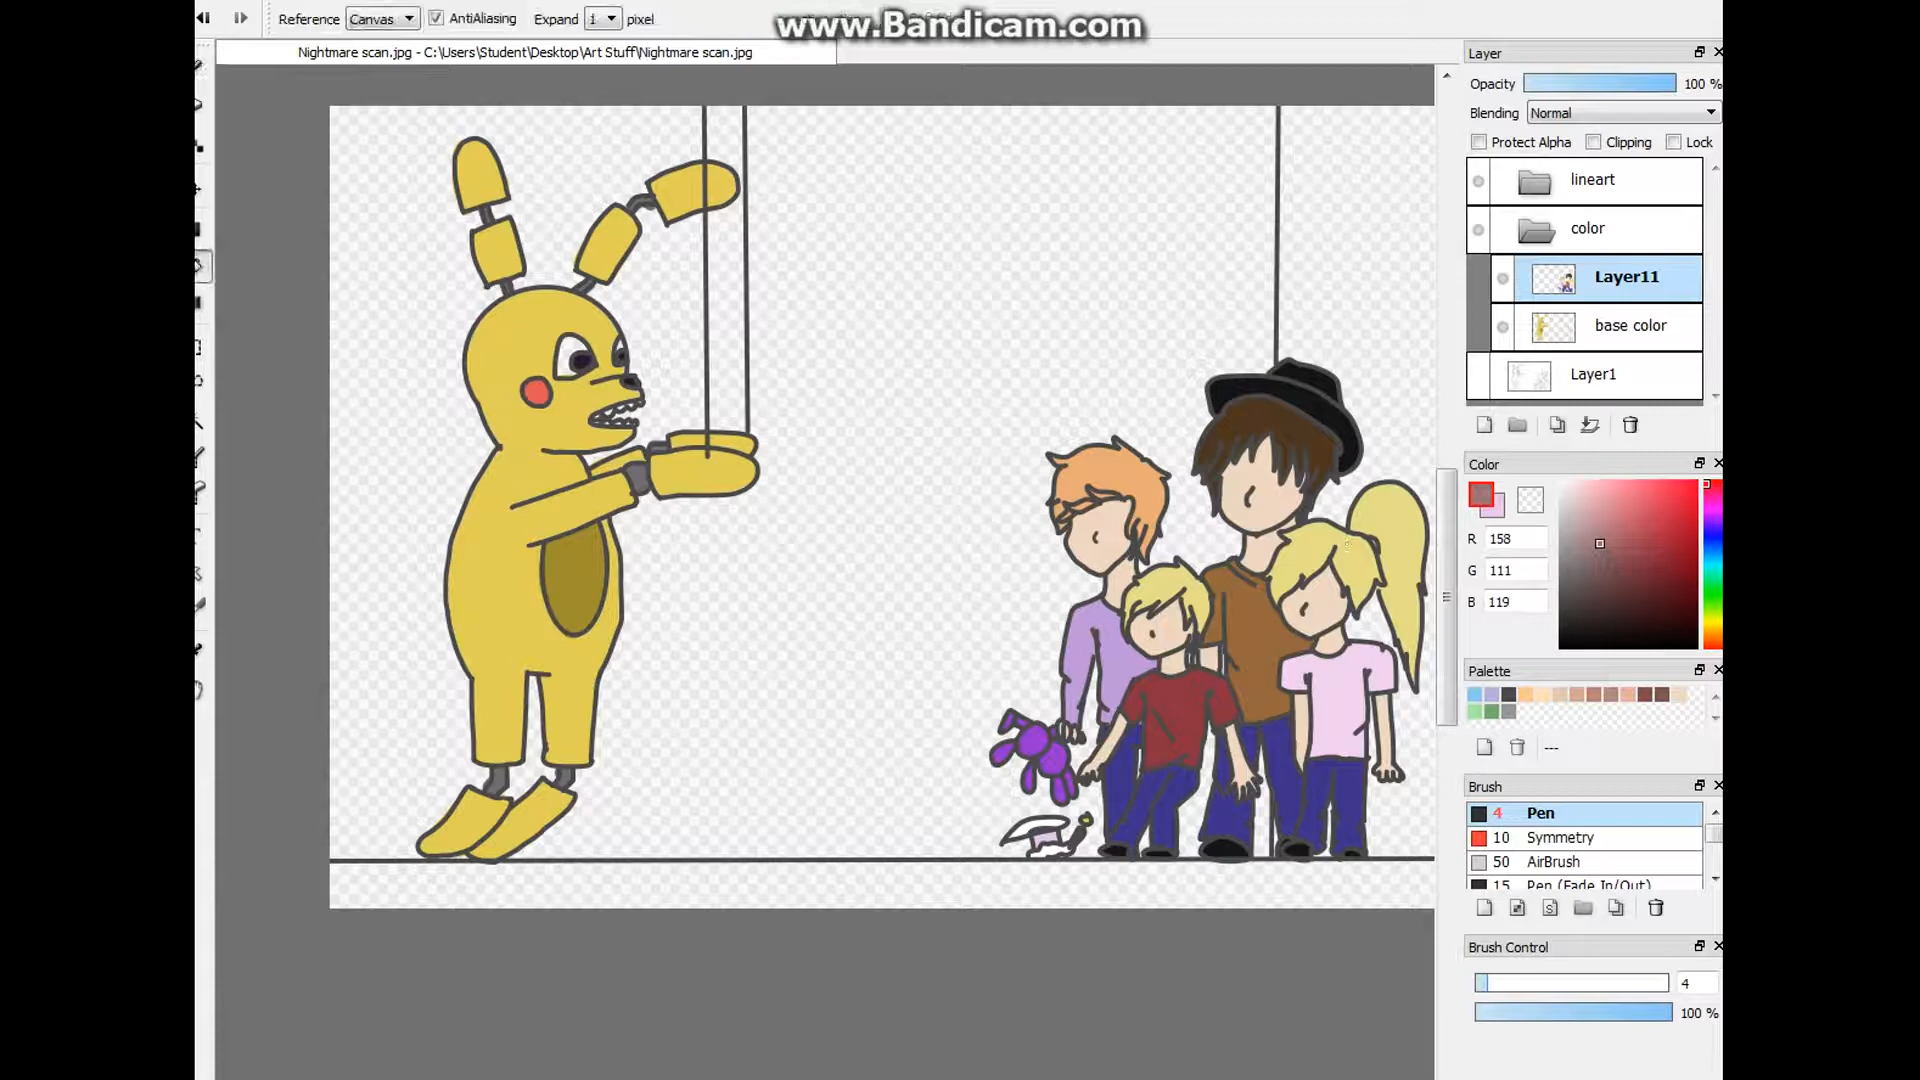 Reference Canvas AntiAliasing Expand 1 pixel
www.Bandicam.com
Nightmare scan.jpg - C:\Users\Student\Desktop\Art Stuff\Nightmare scan.jpg
Layer
Opacity 100 %
Blending Normal
Protect Alpha Clipping Lock
lineart
color
Layer11
base color
Layer1
Color
R 158
G 111
B 119
Palette
---
Brush
4 Pen
10 Symmetry
50 AirBrush
15 Pen (Fade In/Out)
Brush Control
4
100 %